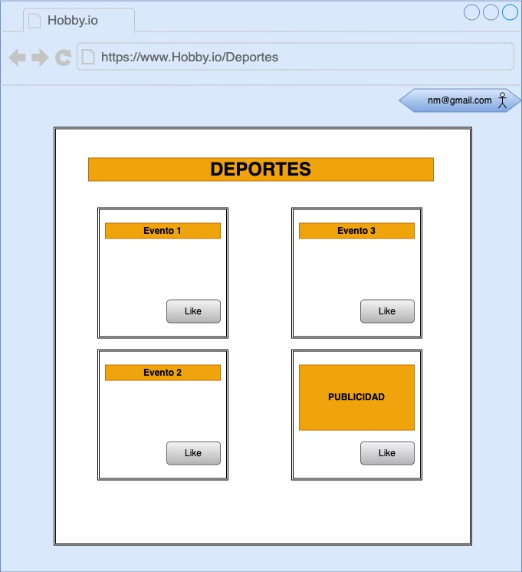 Hobby.io
https://www.Hobby.io/Deportes
nm@gmail.com
DEPORTES
Evento 1
Like
Evento 3
Like
Evento 2
Like
PUBLICIDAD
Like